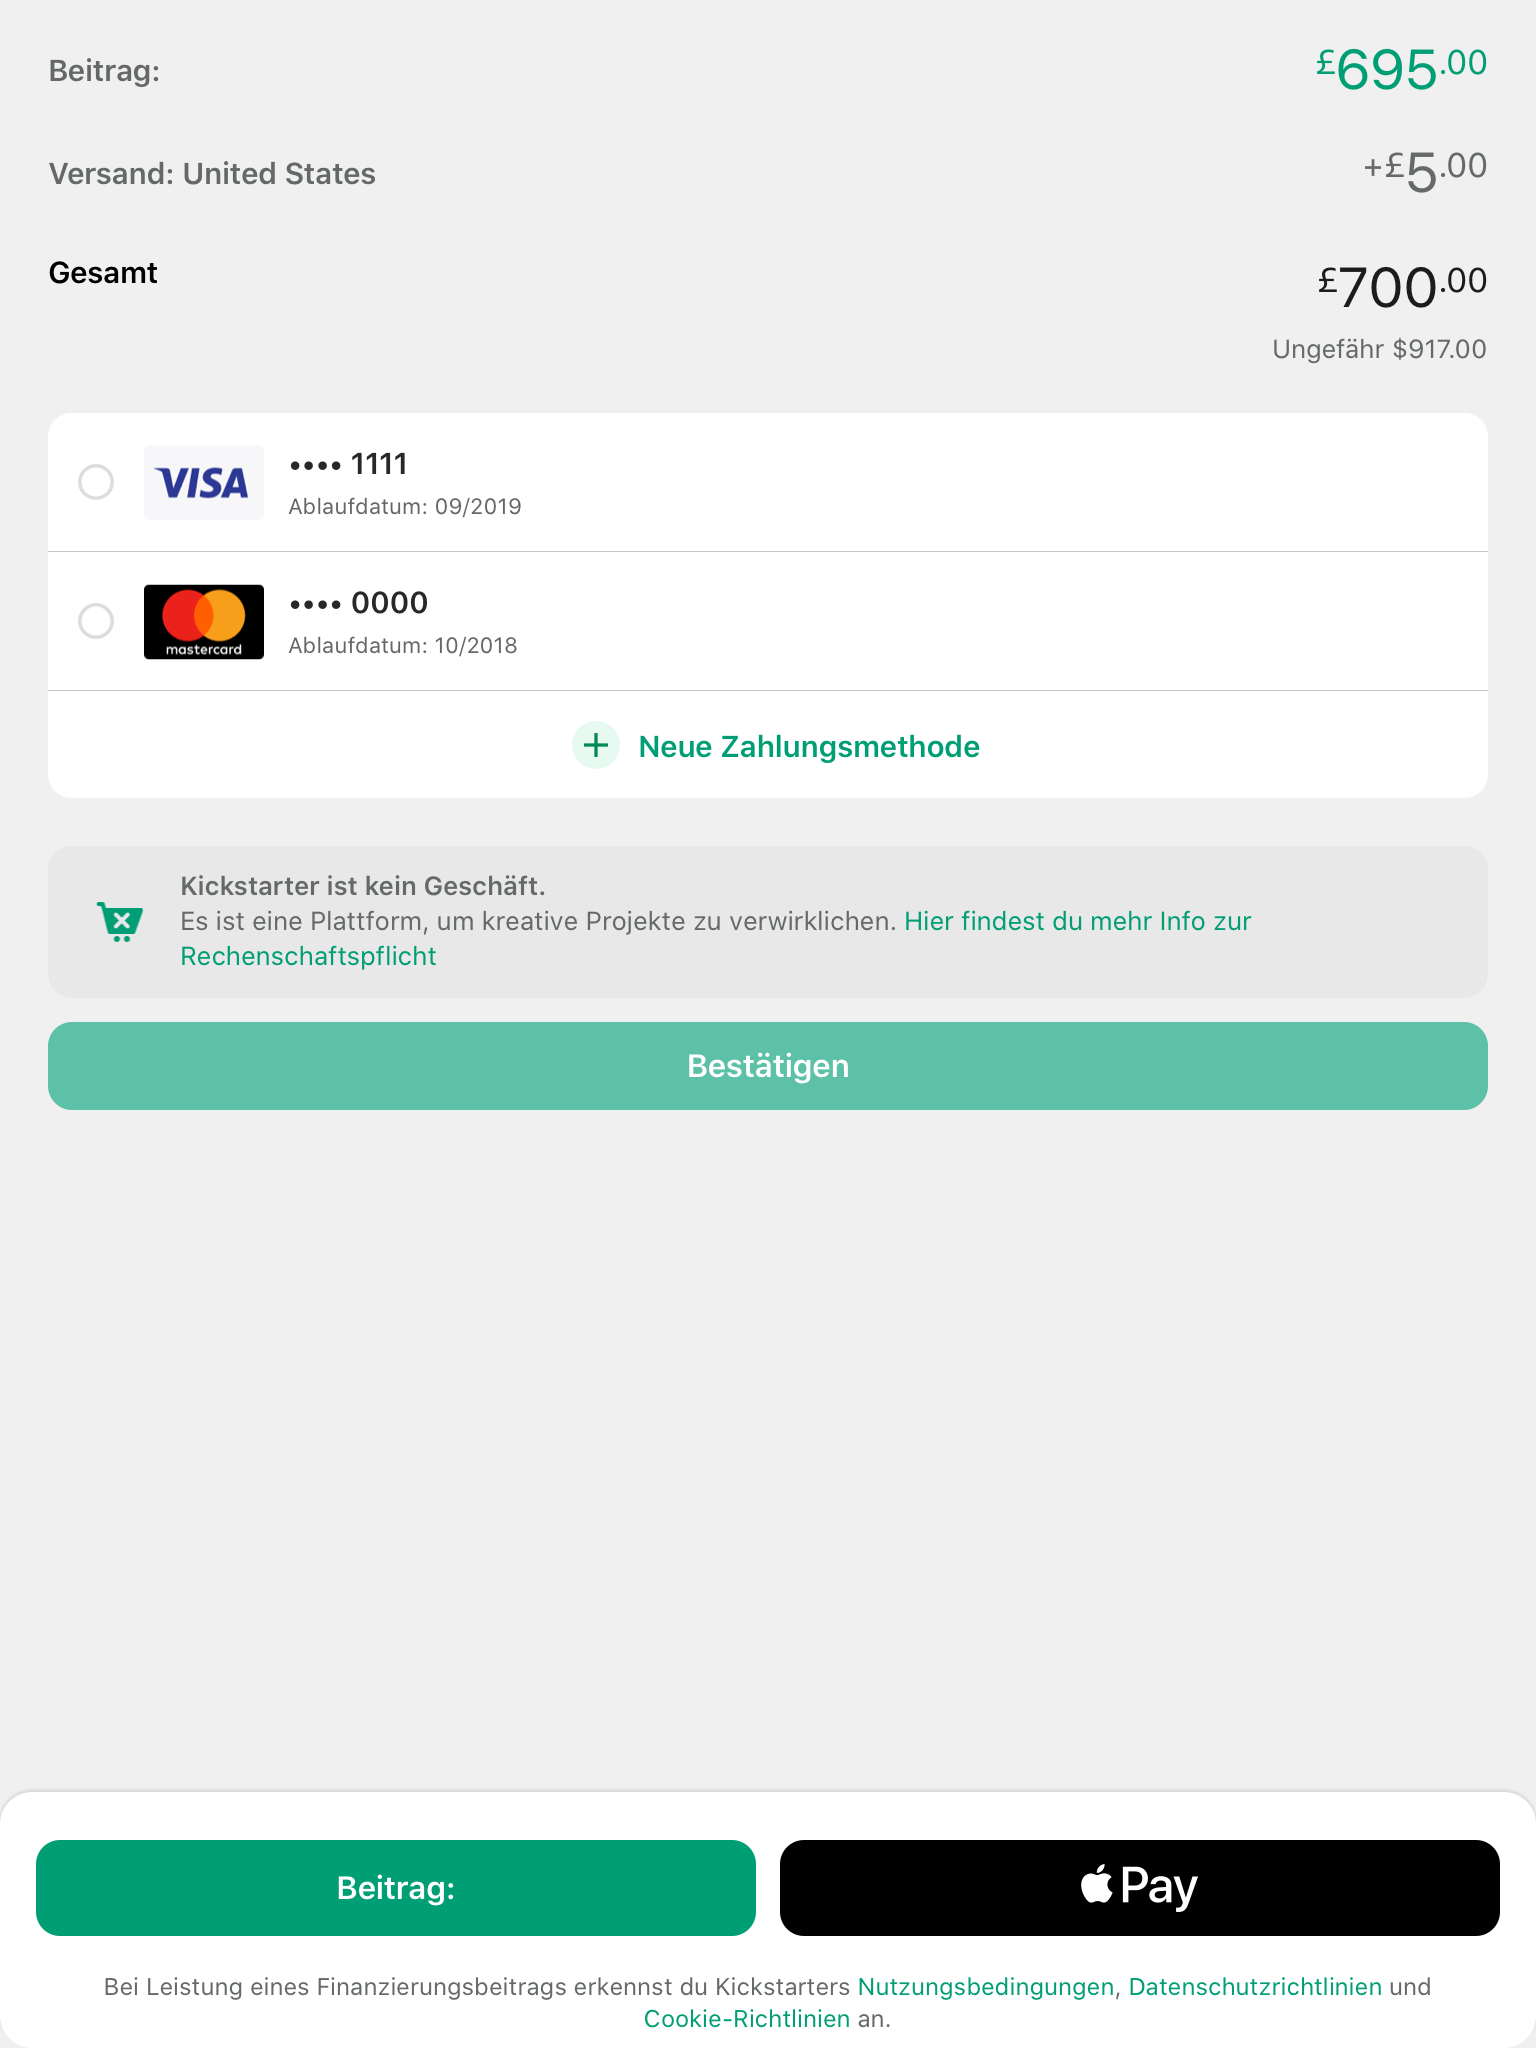 Beitrag:
£695.00
Versand: United States
+£5.00
Gesamt
£700.00
Ungefähr $917.00
VISA
•••• 1111
Ablaufdatum: 09/2019
mastercard
•••• 0000
Ablaufdatum: 10/2018
Neue Zahlungsmethode
Kickstarter ist kein Geschäft.
Es ist eine Plattform, um kreative Projekte zu verwirklichen. Hier findest du mehr Info zur
Rechenschaftspflicht
Bestätigen
Beitrag:
Pay
Bei Leistung eines Finanzierungsbeitrags erkennst du Kickstarters Nutzungsbedingungen, Datenschutzrichtlinien und
Cookie-Richtlinien an.